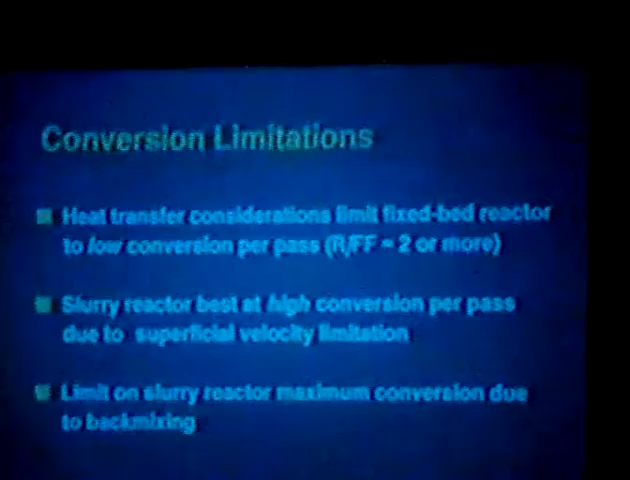 Conversion Limitations
Heat transfer considerations limit fixed-bed reactor
to low conversion per pass (R/FF = 2 or more)
Slurry reactor best at high conversion per pass
due to superficial velocity limitation
Limit on slurry reactor maximum conversion due
to backmixing